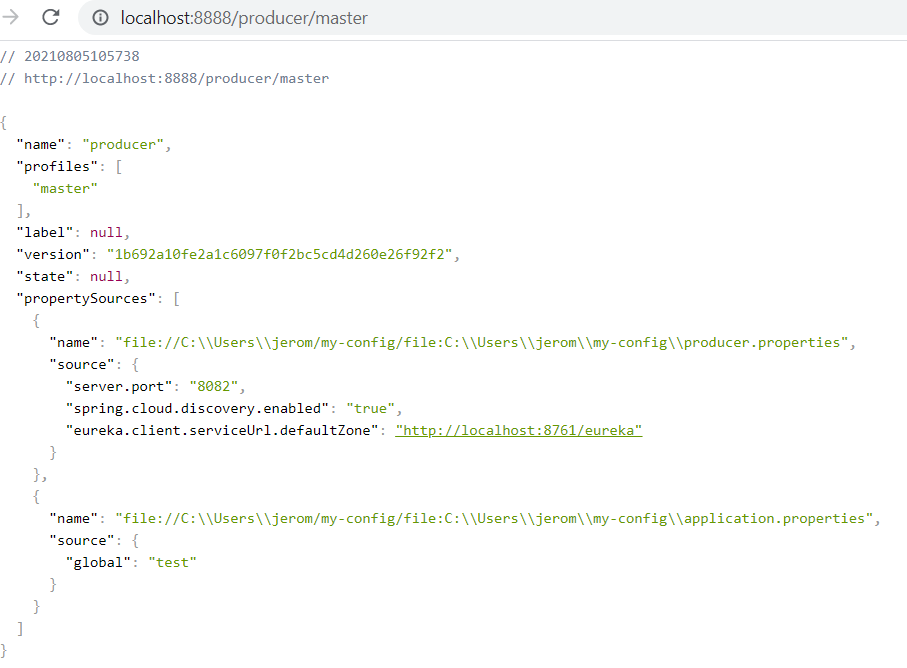 localhost:8888/producer/master
// 20210805105738
// http://localhost:8888/producer/master
{
"name": "producer",
"profiles": [
"master"
],
"label": null,
"version": "1b692a10fe2a1c6097f0f2bc5cd4d260e26f92f2",
"state": null,
"propertySources": [
{
"name": "file://C:\\Users\\jerom/my-config/file:C:\\Users\\jerom\\my-config\\producer.properties",
"source": {
"server.port": "8082",
"spring.cloud.discovery.enabled": "true",
"eureka.client.serviceUrl.defaultZone": "http://localhost:8761/eureka"
}
},
{
"name": "file://C:\\Users\\jerom/my-config/file:C:\\Users\\jerom\\my-config\\application.properties",
"source": {
"global": "test"
}
}
]
}